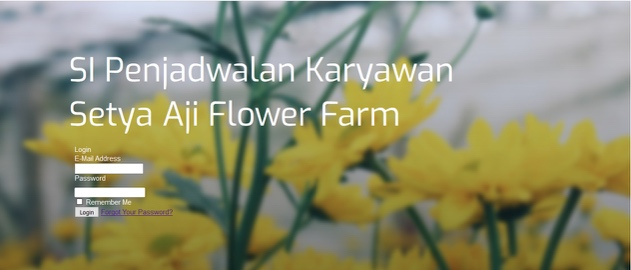 SI Penjadwalan Karyawan
Setya Aji Flower Farm
Login
E-Mail Address
Password
Remember Me
Login Forgot Your Password?